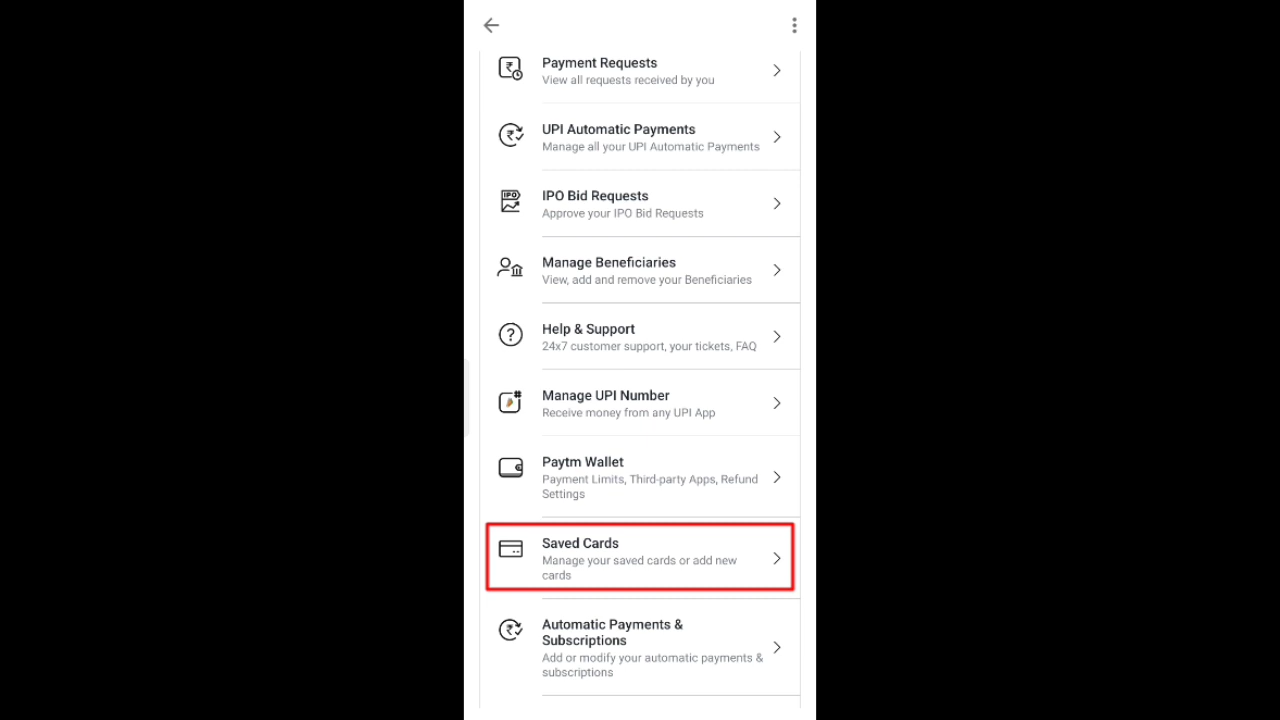 Payment Requests
View all requests received by you
UPI Automatic Payments
Manage all your UPI Automatic Payments
IPO
IPO Bid Requests
Approve your IPO Bid Requests
Manage Beneficiaries
View, add and remove your Beneficiaries
Help & Support
24x7 customer support, your tickets, FAQ
Manage UPI Number
Receive money from any UPI App
Paytm Wallet
Payment Limits, Third-party Apps, Refund
Settings
Saved Cards
Manage your saved cards or add new
cards
Automatic Payments &
Subscriptions
Add or modify your automatic payments &
subscriptions